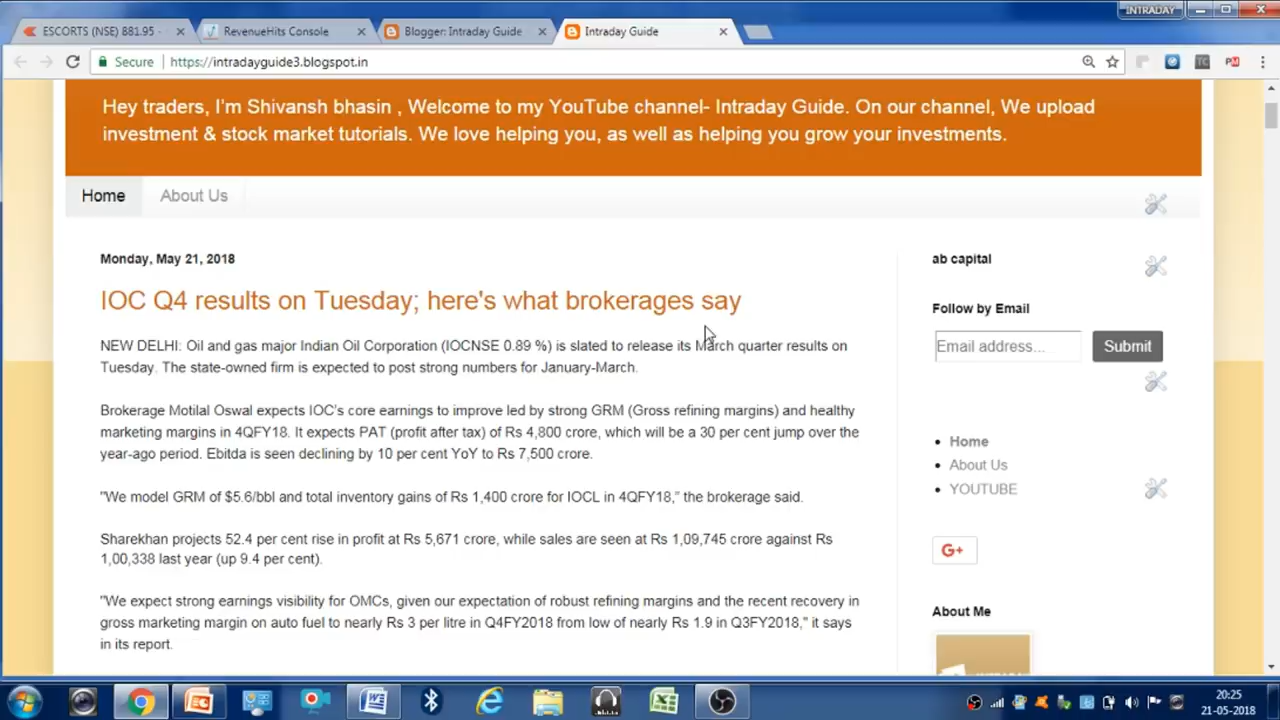 INTRADAY
ESCORTS (NSE) 881.95 -
RevenueHits Console
Blogger: Intraday Guide
Intraday Guide
Secure
https://intradayguide3.blogspot.in
TC
PM
Hey traders, I'm Shivansh bhasin , Welcome to my YouTube channel- Intraday Guide. On our channel, We upload
investment & stock market tutorials. We love helping you, as well as helping you grow your investments.
Home
About Us
Monday, May 21, 2018
IOC Q4 results on Tuesday; here's what brokerages say
NEW DELHI: Oil and gas major Indian Oil Corporation (IOCNSE 0.89 %) is slated to release its March quarter results on
Tuesday. The state-owned firm is expected to post strong numbers for January-March.
Brokerage Motilal Oswal expects IOC's core earnings to improve led by strong GRM (Gross refining margins) and healthy
marketing margins in 4QFY18. It expects PAT (profit after tax) of Rs 4,800 crore, which will be a 30 per cent jump over the
year-ago period. Ebitda is seen declining by 10 per cent YoY to Rs 7,500 crore.
"We model GRM of $5.6/bbl and total inventory gains of Rs 1,400 crore for IOCL in 4QFY18," the brokerage said.
Sharekhan projects 52.4 per cent rise in profit at Rs 5,671 crore, while sales are seen at Rs 1,09,745 crore against Rs
1,00,338 last year (up 9.4 per cent).
"We expect strong earnings visibility for OMCs, given our expectation of robust refining margins and the recent recovery in
gross marketing margin on auto fuel to nearly Rs 3 per litre in Q4FY2018 from low of nearly Rs 1.9 in Q3FY2018," it says
in its report.
ab capital
Follow by Email
Email address...
Submit
Home
About Us
YOUTUBE
G+
About Me
20:25
21-05-2018